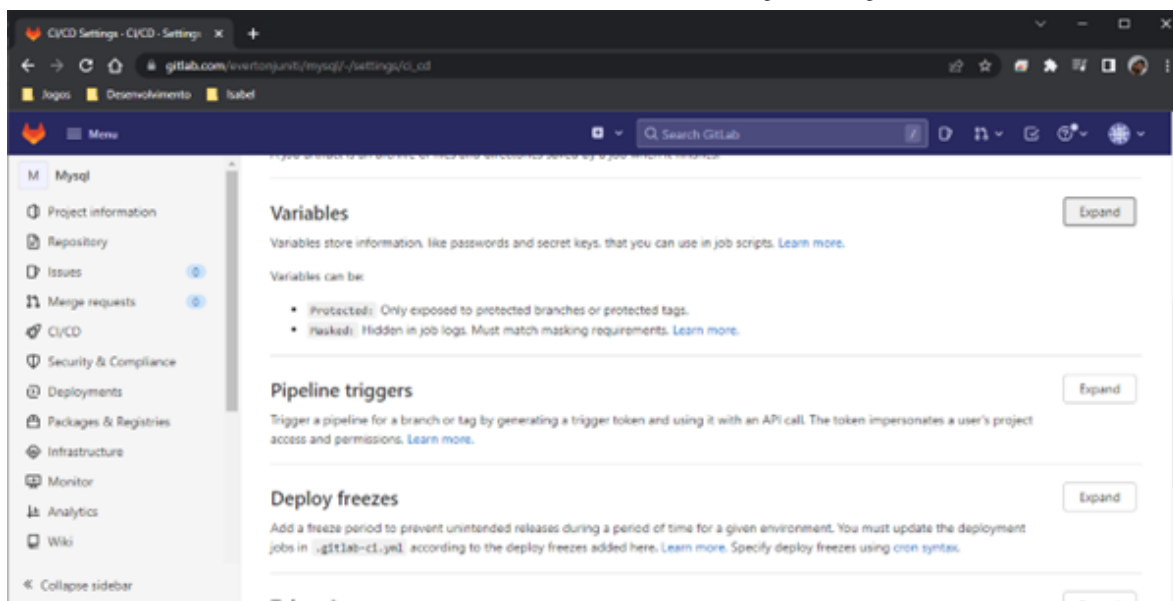 CI/CD Settings · CI/CD · Settings
gitlab.com/evertonjuniti/mysql/-/settings/ci_cd
Jogos Desenvolvimento Isabel
Menu
Search GitLab
M Mysql
Project information
Repository
Issues 0
Merge requests 0
CI/CD
Security & Compliance
Deployments
Packages & Registries
Infrastructure
Monitor
Analytics
Wiki
Collapse sidebar
Variables
Expand
Variables store information, like passwords and secret keys, that you can use in job scripts. Learn more.
Variables can be:
• Protected: Only exposed to protected branches or protected tags.
• Masked: Hidden in job logs. Must match masking requirements. Learn more.
Pipeline triggers
Expand
Trigger a pipeline for a branch or tag by generating a trigger token and using it with an API call. The token impersonates a user's project
access and permissions. Learn more.
Deploy freezes
Expand
Add a freeze period to prevent unintended releases during a period of time for a given environment. You must update the deployment
jobs in .gitlab-ci.yml according to the deploy freezes added here. Learn more. Specify deploy freezes using cron syntax.